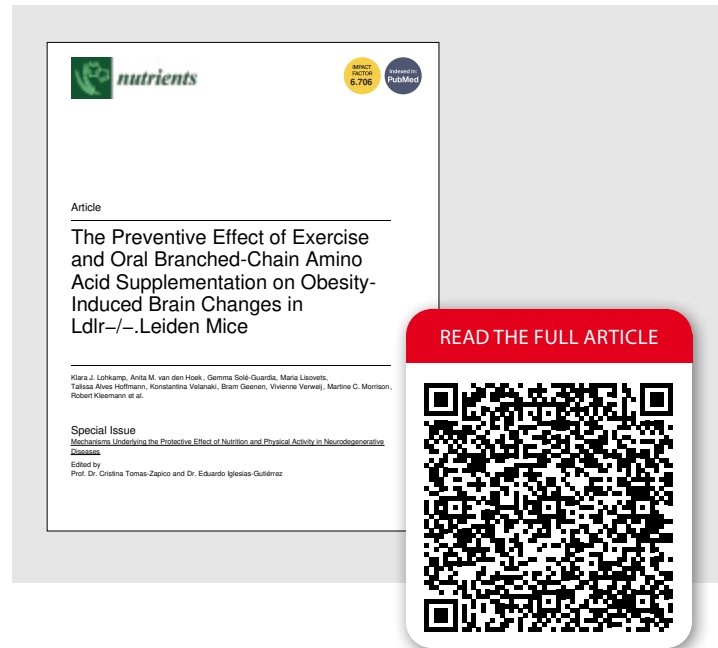 nutrients
IMPACT
FACTOR
6.706
Indexed in:
PubMed
Article
The Preventive Effect of Exercise
and Oral Branched-Chain Amino
Acid Supplementation on Obesity-
Induced Brain Changes in
Ldlr−/−.Leiden Mice
Klara J. Lohkamp, Anita M. van den Hoek, Gemma Solé-Guardia, Maria Lisovets,
Talissa Alves Hoffmann, Konstantina Velanaki, Bram Geenen, Vivienne Verweij, Martine C. Morrison,
Robert Kleemann et al.
Special Issue
Mechanisms Underlying the Protective Effect of Nutrition and Physical Activity in Neurodegenerative
Diseases
Edited by
Prof. Dr. Cristina Tomas-Zapico and Dr. Eduardo Iglesias-Gutiérrez
READ THE FULL ARTICLE